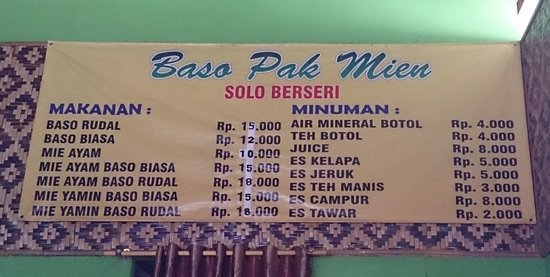 Baso Pak Mien
SOLO BERSERI
MAKANAN :
BASO RUDAL Rp. 15.000
BASO BIASA Rp. 12.000
MIE AYAM Rp. 10.000
MIE AYAM BASO BIASA Rp. 15.000
MIE AYAM BASO RUDAL Rp. 18.000
MIE YAMIN BASO BIASA Rp. 15.000
MIE YAMIN BASO RUDAL Rp. 18.000
MINUMAN :
AIR MINERAL BOTOL Rp. 4.000
TEH BOTOL Rp. 4.000
JUICE Rp. 8.000
ES KELAPA Rp. 5.000
ES JERUK Rp. 5.000
ES TEH MANIS Rp. 3.000
ES CAMPUR Rp. 8.000
ES TAWAR Rp. 2.000